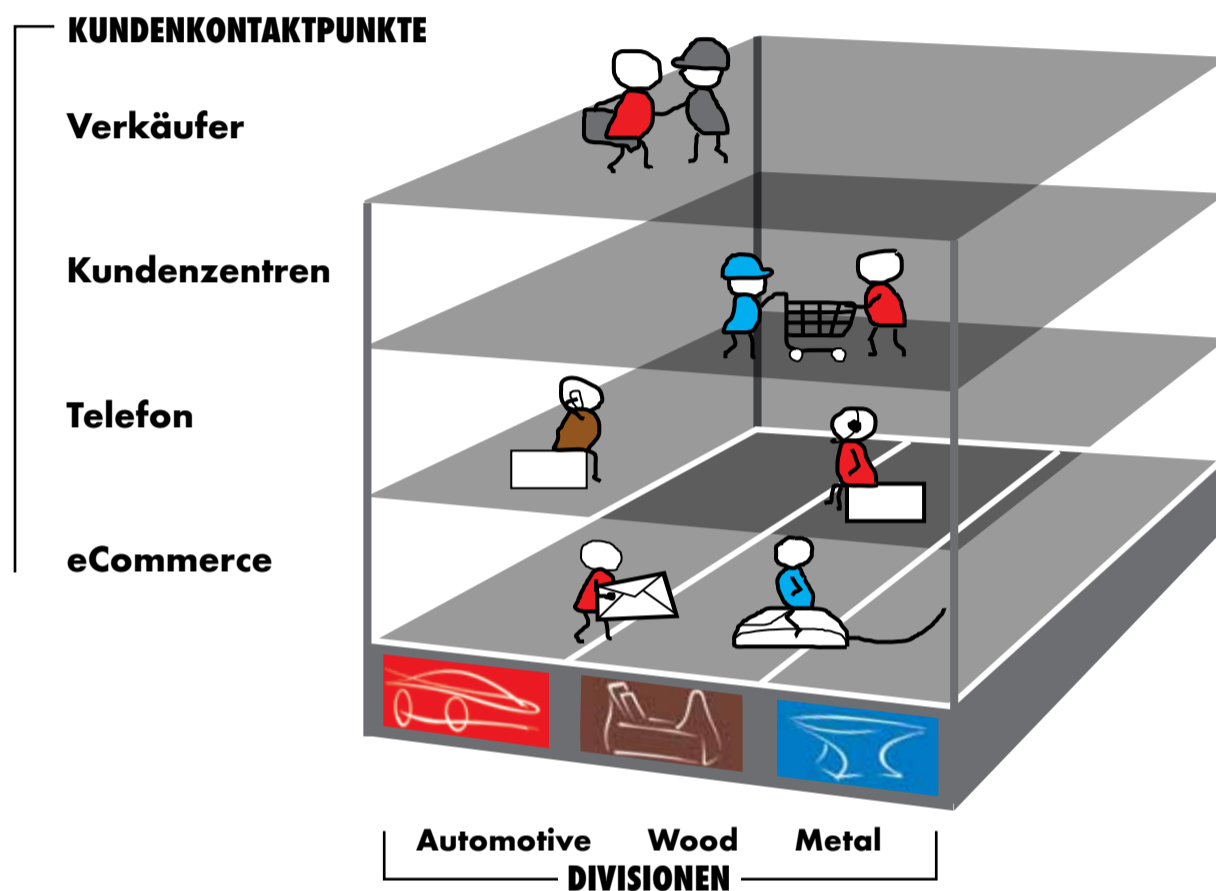 KUNDENKONTAKTPUNKTE
Verkäufer
Kundenzentren
Telefon
eCommerce
Automotive Wood Metal
DIVISIONEN